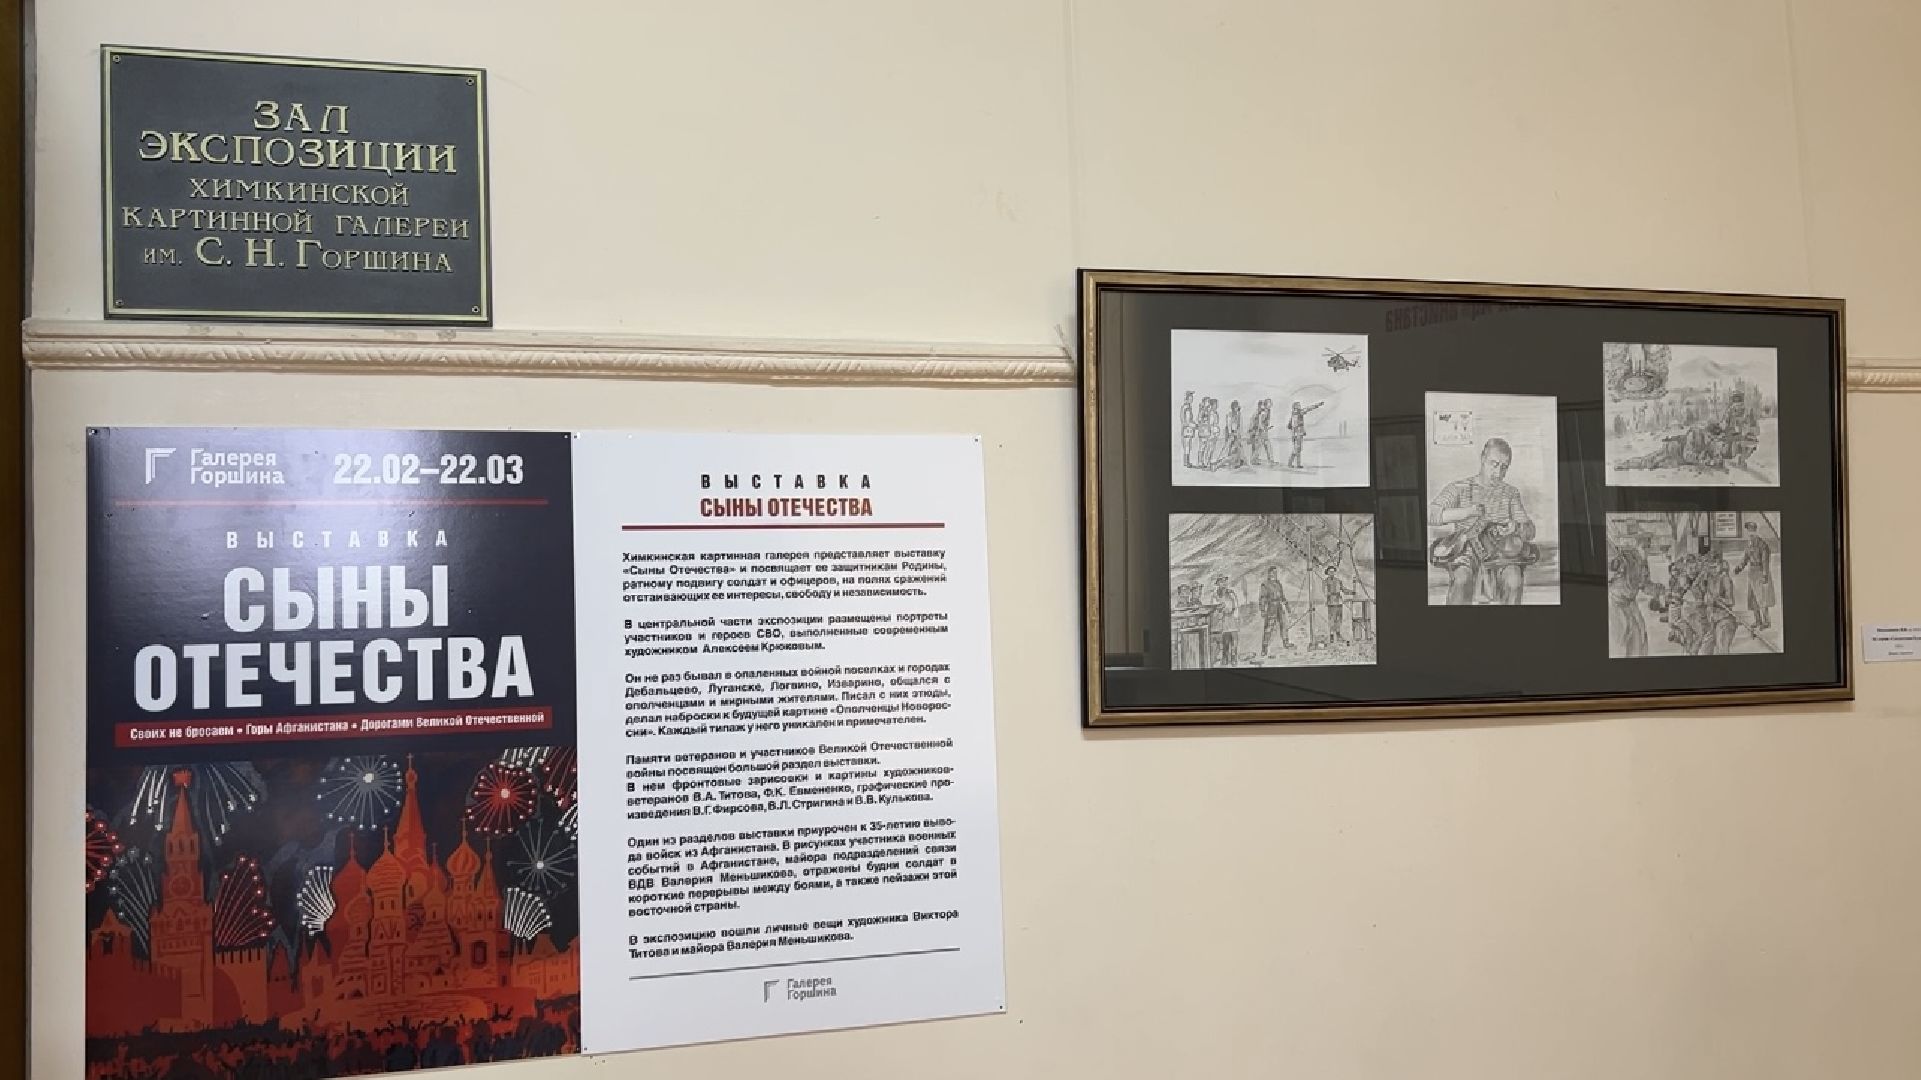 ЗАЛ
ЭКСПОЗИЦИИ
ХИМКИНСКОЙ
КАРТИННОЙ ГАЛЕРЕИ
ИМ. С. Н. ГОРШИНА
Галерея
Горшина
22.02–22.03
ВЫСТАВКА
СЫНЫ
ОТЕЧЕСТВА
Своих не бросаем • Горы Афганистана • Дорогами Великой Отечественной
ВЫСТАВКА
СЫНЫ ОТЕЧЕСТВА
Химкинская картинная галерея представляет выставку
«Сыны Отечества» и посвящает ее защитникам Родины,
ратному подвигу солдат и офицеров, на полях сражений
отстаивающих ее интересы, свободу и независимость.
В центральной части экспозиции размещены портреты
участников и героев СВО, выполненные современным
художником Алексеем Крюковым.
Он не раз бывал в опаленных войной поселках и городах
Дебальцево, Луганске, Логвино, Изварино, общался с
ополченцами и мирными жителями. Писал с них этюды,
делал наброски к будущей картине «Ополченцы Новорос-
сии». Каждый типаж у него уникален и примечателен.
Памяти ветеранов и участников Великой Отечественной
войны посвящен большой раздел выставки.
В нем фронтовые зарисовки и картины художников-
ветеранов В.А. Титова, Ф.К. Евмененко, графические про-
изведения В.Г. Фирсова, В.Л. Стригина и В.В. Кулькова.
Один из разделов выставки приурочен к 35-летию выво-
да войск из Афганистана. В рисунках участника военных
событий в Афганистане, майора подразделений связи
ВДВ Валерия Меньшикова, отражены будни солдат в
короткие перерывы между боями, а также пейзажи этой
восточной страны.
В экспозицию вошли личные вещи художника Виктора
Титова и майора Валерия Меньшикова.
Галерея
Горшина